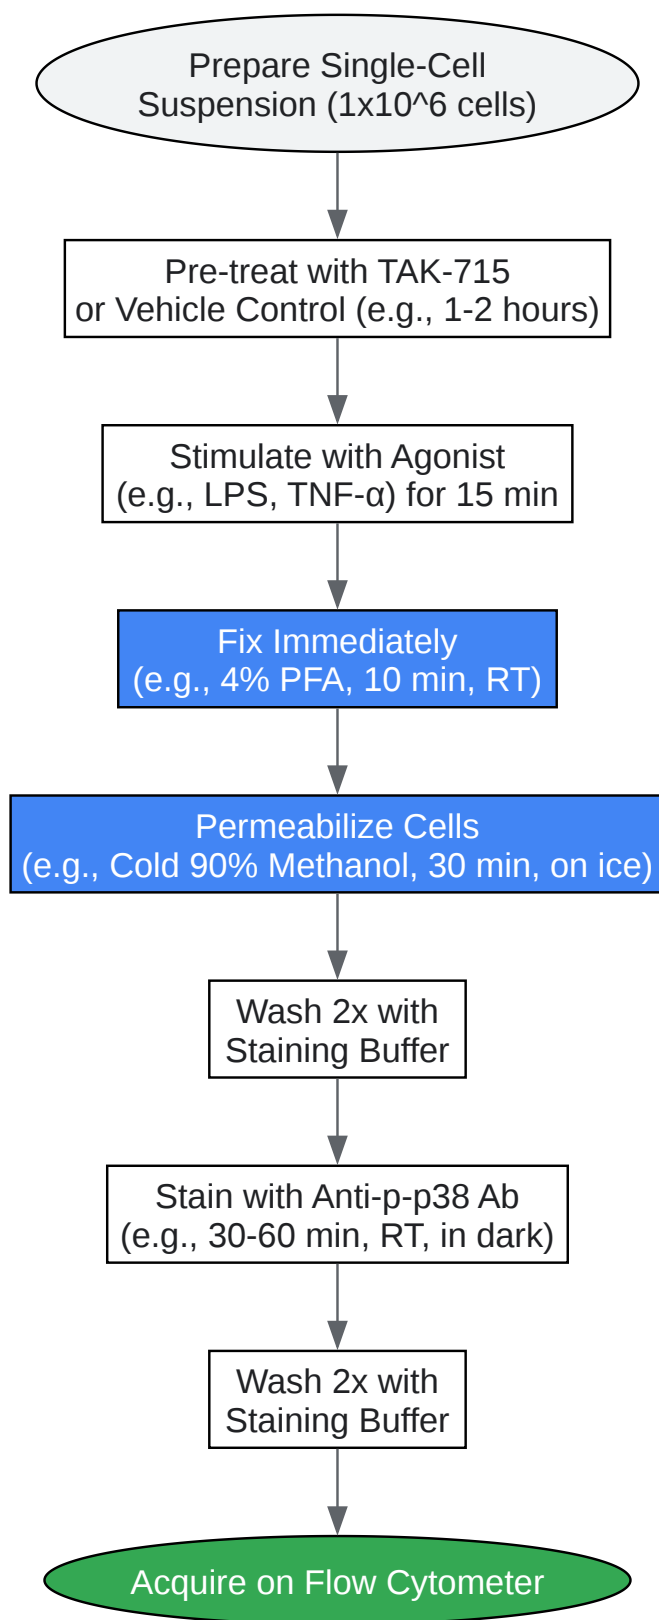 Prepare Single-Cell
Suspension (1x10^6 cells)
Pre-treat with TAK-715
or Vehicle Control (e.g., 1-2 hours)
Stimulate with Agonist
(e.g., LPS, TNF-α) for 15 min
Fix Immediately
(e.g., 4% PFA, 10 min, RT)
Permeabilize Cells
(e.g., Cold 90% Methanol, 30 min, on ice)
Wash 2x with
Staining Buffer
Stain with Anti-p-p38 Ab
(e.g., 30-60 min, RT, in dark)
Wash 2x with
Staining Buffer
Acquire on Flow Cytometer